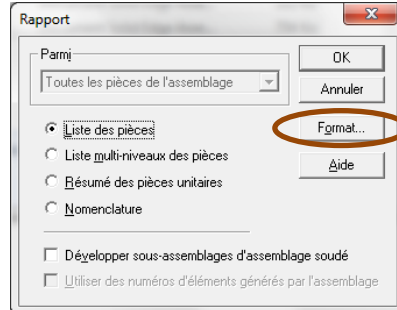 Rapport
Parmi
Toutes les pièces de l'assemblage
OK
Annuler
Format...
Aide
Liste des pièces
Liste multi-niveaux des pièces
Résumé des pièces unitaires
Nomenclature
Développer sous-assemblages d'assemblage soudé
Utiliser des numéros d'éléments générés par l'assemblage